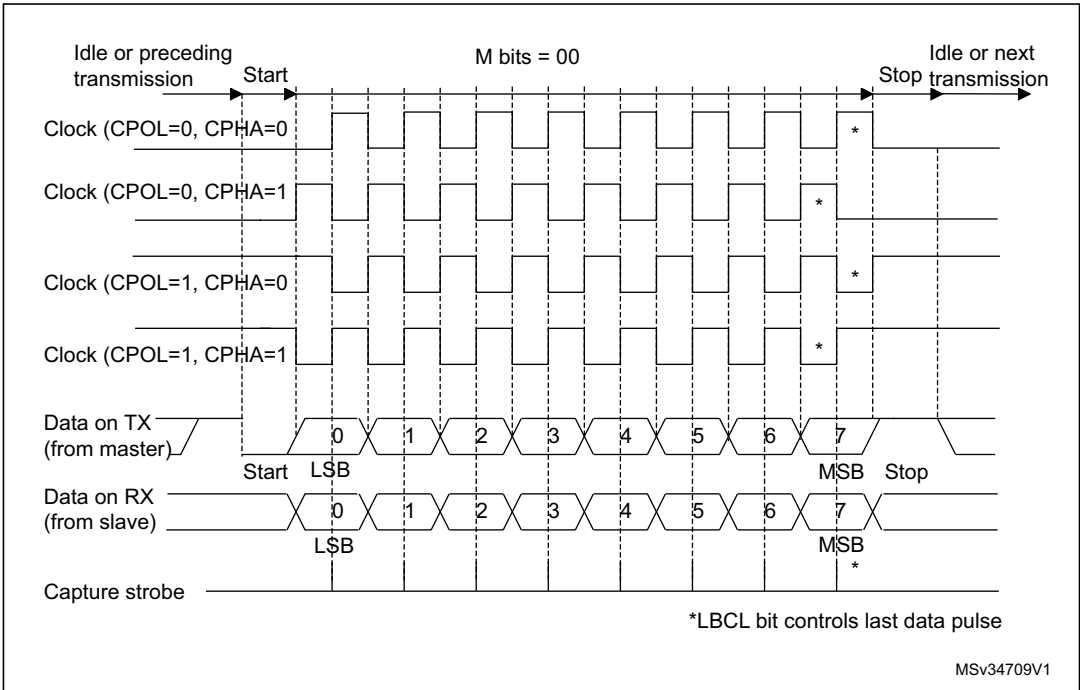 Idle or preceding
transmission
Start
M bits = 00
Stop
Idle or next
transmission
Clock (CPOL=0, CPHA=0
*
Clock (CPOL=0, CPHA=1
*
Clock (CPOL=1, CPHA=0
*
Clock (CPOL=1, CPHA=1
*
Data on TX
(from master)
0 1 2 3 4 5 6 7
Start LSB MSB Stop
Data on RX
(from slave)
0 1 2 3 4 5 6 7
LSB MSB
*
Capture strobe
*LBCL bit controls last data pulse
MSv34709V1